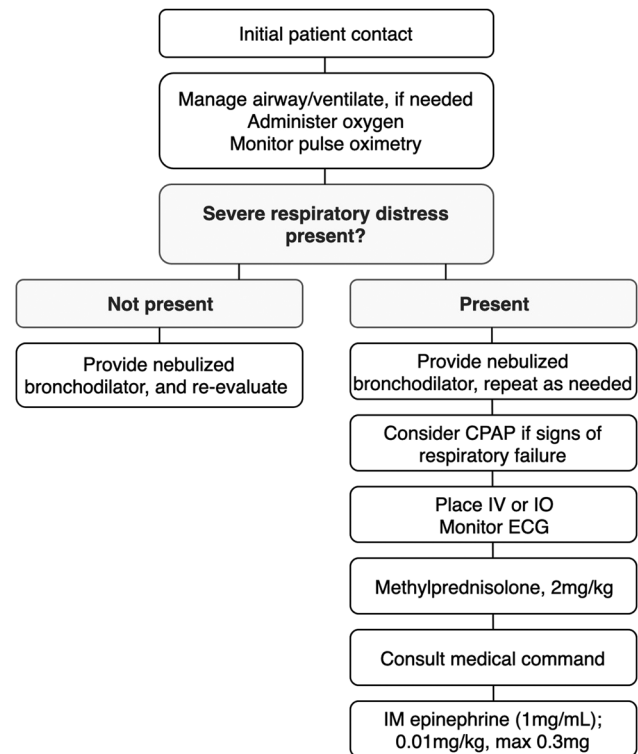 Initial patient contact
Manage airway/ventilate, if needed
Administer oxygen
Monitor pulse oximetry
Severe respiratory distress
present?
Not present
Provide nebulized
bronchodilator, and re-evaluate
Present
Provide nebulized
bronchodilator, repeat as needed
Consider CPAP if signs of
respiratory failure
Place IV or IO
Monitor ECG
Methylprednisolone, 2mg/kg
Consult medical command
IM epinephrine (1mg/mL);
0.01mg/kg, max 0.3mg